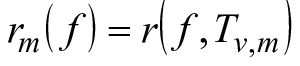 r_m(f) = r(f, T_{v,m})